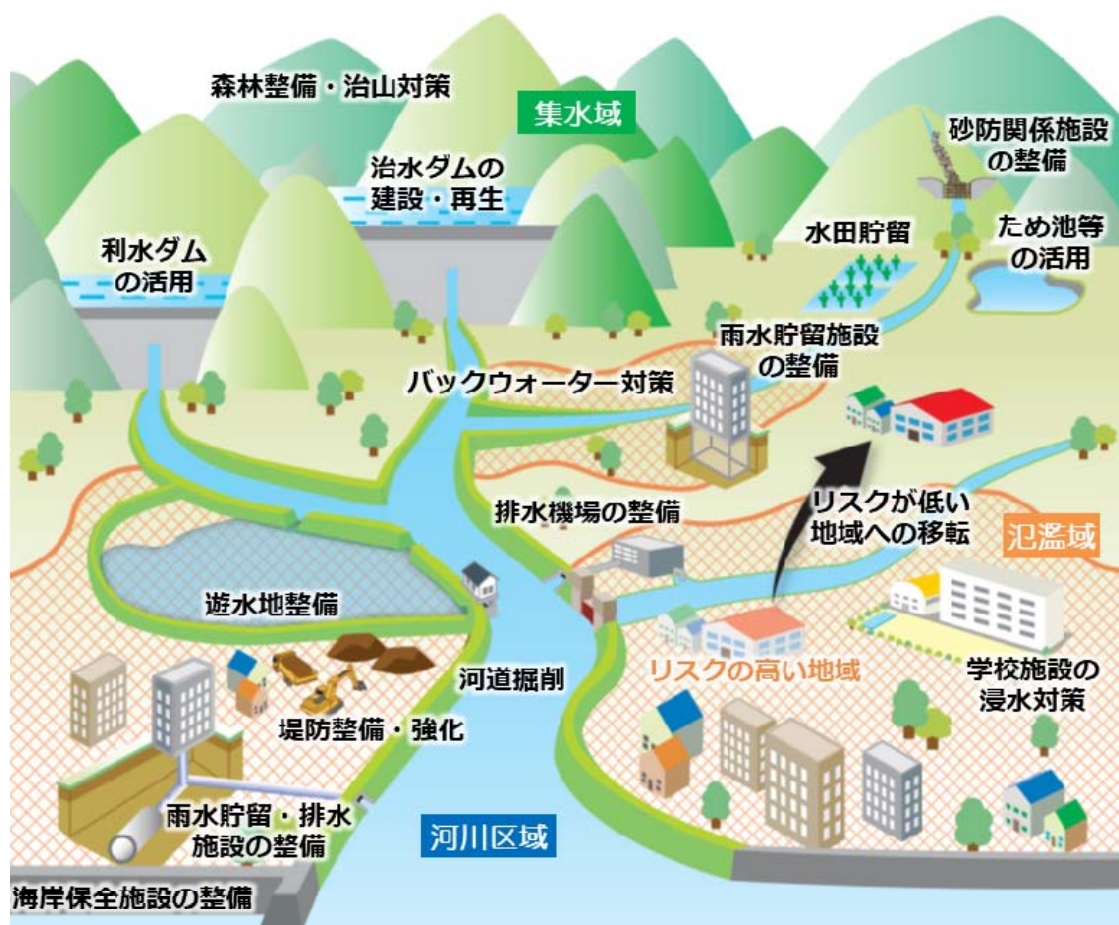 森林整備・治山対策
集水域
砂防関係施設
の整備
治水ダムの
建設・再生
水田貯留
ため池等
の活用
利水ダム
の活用
雨水貯留施設
の整備
バックウォーター対策
排水機場の整備
リスクが低い
地域への移転
氾濫域
遊水地整備
リスクの高い地域
学校施設の
浸水対策
河道掘削
堤防整備・強化
雨水貯留・排水
施設の整備
河川区域
海岸保全施設の整備